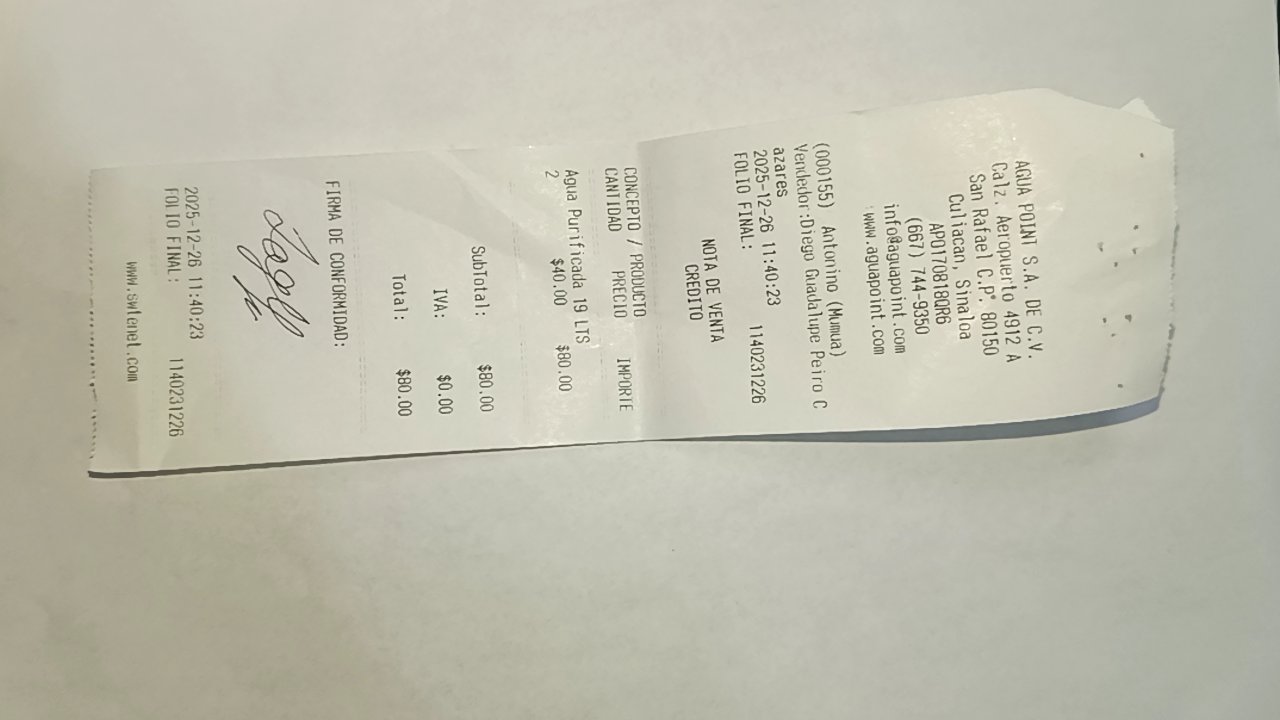 AGUA POINT S.A. DE C.V.
Calz. Aeropuerto 4912 A
San Rafael C.P. 80150
Culiacan, Sinaloa
APO170818QR6
(667) 744-9350
info@aguapoint.com
www.aguapoint.com
(000155) Antonino (Mumua)
Vendedor:Diego Guadalupe Peiro C
azares
2025-12-26 11:40:23
FOLIO FINAL: 1140231226
NOTA DE VENTA
CREDITO
CONCEPTO / PRODUCTO
CANTIDAD PRECIO IMPORTE
Agua Purificada 19 LTS
2 $40.00 $80.00
SubTotal: $80.00
IVA: $0.00
Total: $80.00
FIRMA DE CONFORMIDAD:
2025-12-26 11:40:23
FOLIO FINAL: 1140231226
www.swtenet.com